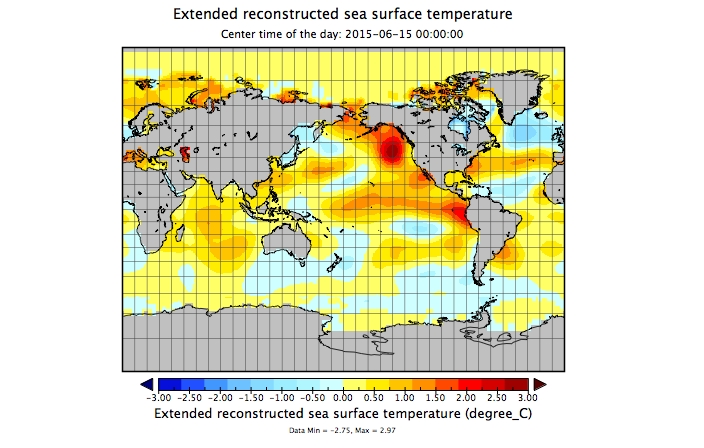 Extended reconstructed sea surface temperature
Center time of the day: 2015-06-15 00:00:00
-3.00 -2.50 -2.00 -1.50 -1.00 -0.50 0.00 0.50 1.00 1.50 2.00 2.50 3.00
Extended reconstructed sea surface temperature (degree_C)
Data Min = -2.75, Max = 2.97